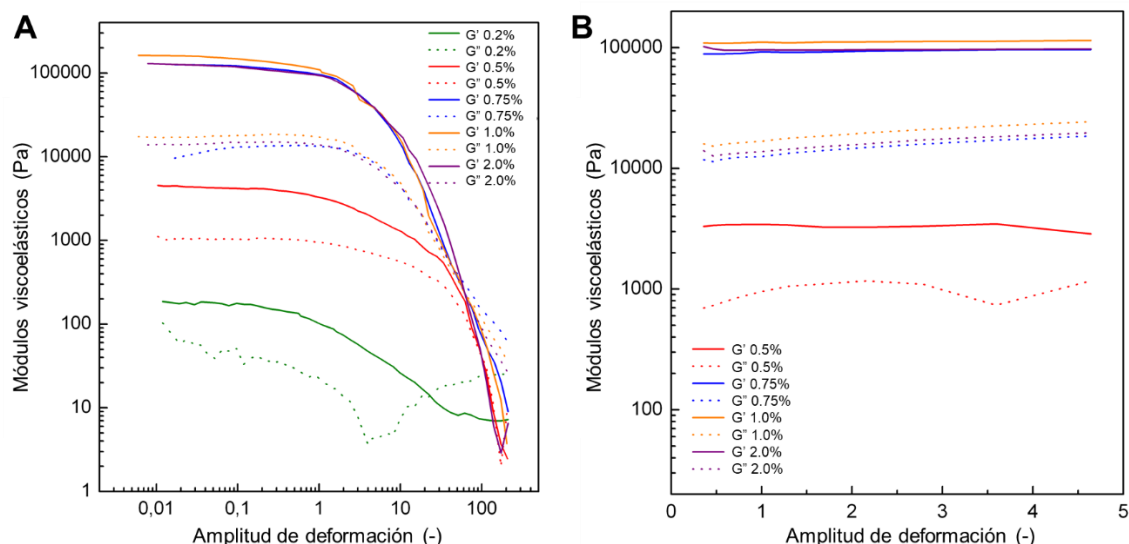 A
Módulos viscoelásticos (Pa)
100000
10000
1000
100
10
1
0,01
0,1
1
10
100
Amplitud de deformación (-)
G' 0.2%
G" 0.2%
G' 0.5%
G" 0.5%
G' 0.75%
G" 0.75%
G' 1.0%
G" 1.0%
G' 2.0%
G" 2.0%
B
Módulos viscoelásticos (Pa)
100000
10000
1000
100
0
1
2
3
4
5
Amplitud de deformación (-)
G' 0.5%
G" 0.5%
G' 0.75%
G" 0.75%
G' 1.0%
G" 1.0%
G' 2.0%
G" 2.0%